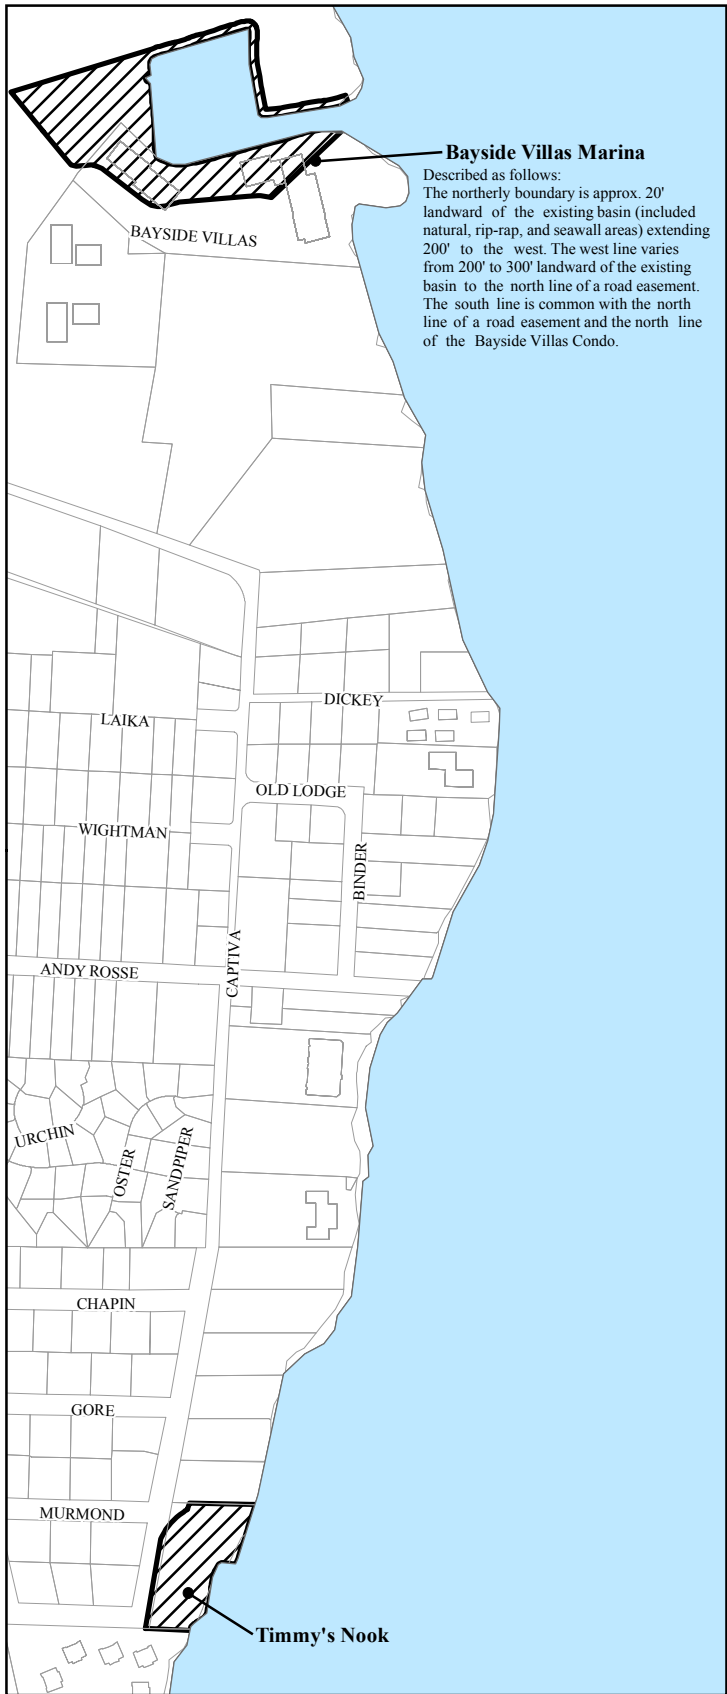 Bayside Villas Marina
Described as follows:
The northerly boundary is approx. 20'
landward of the existing basin (included
natural, rip-rap, and seawall areas) extending
200' to the west. The west line varies
from 200' to 300' landward of the existing
basin to the north line of a road easement.
The south line is common with the north
line of a road easement and the north line
of the Bayside Villas Condo.
BAYSIDE VILLAS
DICKEY
LAIKA
OLD LODGE
WIGHTMAN
BINDER
CAPTIVA
ANDY ROSSE
URCHIN
OSTER
SANDPIPER
CHAPIN
GORE
MURMOND
Timmy's Nook